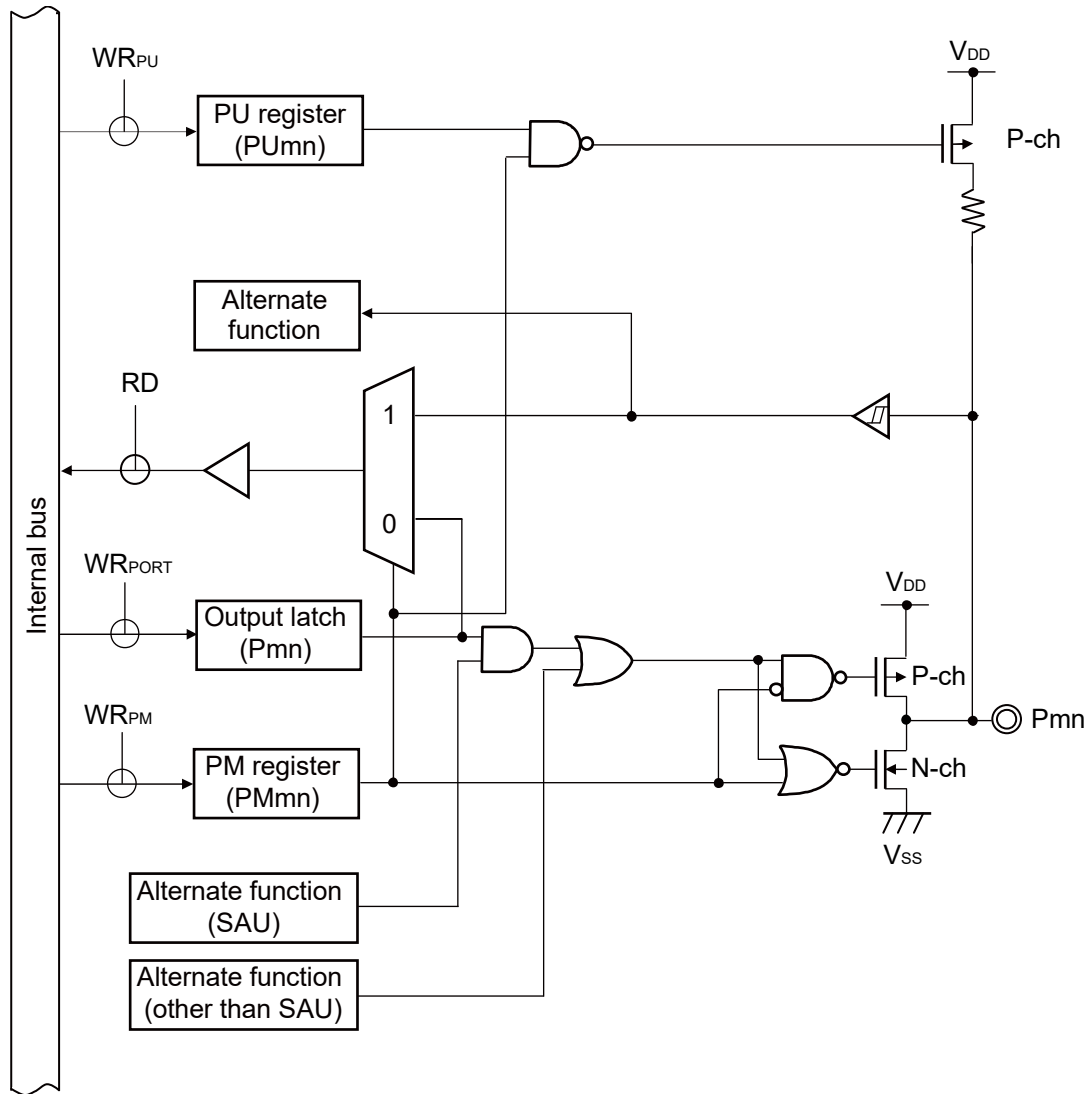 WRPU
PU register
(PUmn)
VDD
P-ch
Alternate
function
RD
1
0
Internal bus
WRPORT
Output latch
(Pmn)
VDD
P-ch
Pmn
WRPM
PM register
(PMmn)
N-ch
VSS
Alternate function
(SAU)
Alternate function
(other than SAU)